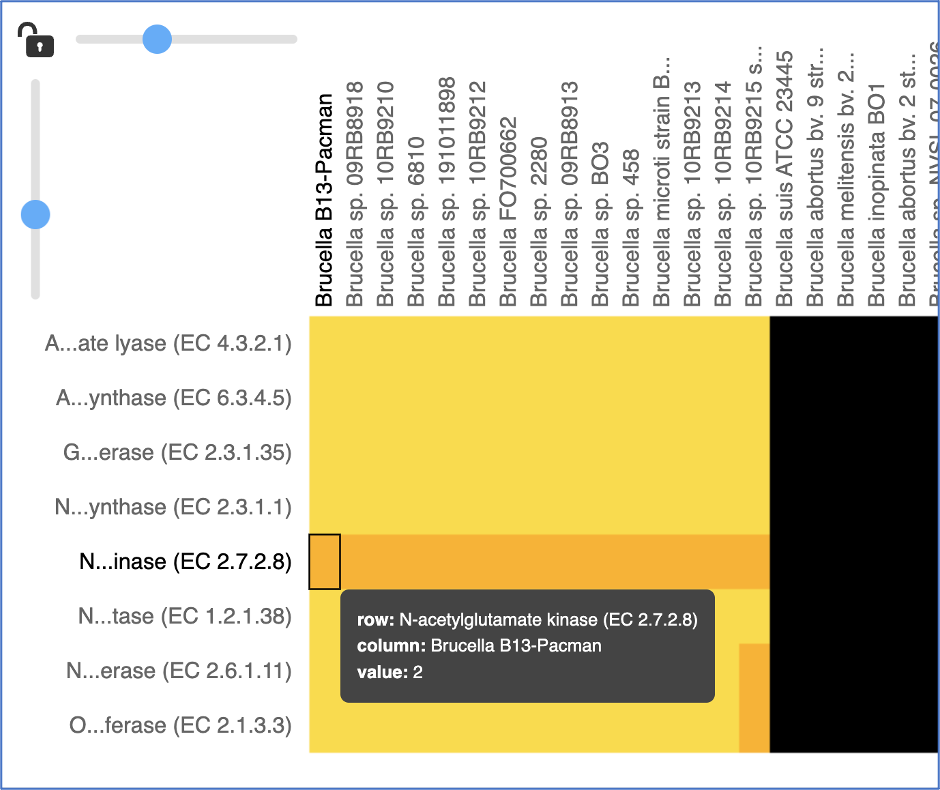 Brucella B13-Pacman
Brucella sp. 09RB8918
Brucella sp. 10RB9210
Brucella sp. 6810
Brucella sp. 191011898
Brucella sp. 10RB9212
Brucella FO700662
Brucella sp. 2280
Brucella sp. 09RB8913
Brucella sp. BO3
Brucella sp. 458
Brucella microti strain B...
Brucella sp. 10RB9213
Brucella sp. 10RB9214
Brucella sp. 10RB9215 s...
Brucella suis ATCC 23445
Brucella abortus bv. 9 str...
Brucella melitensis bv. 2...
Brucella inopinata BO1
Brucella abortus bv. 2 st...
A...ate lyase (EC 4.3.2.1)
A...ynthase (EC 6.3.4.5)
G...erase (EC 2.3.1.35)
N...ynthase (EC 2.3.1.1)
N...inase (EC 2.7.2.8)
N...tase (EC 1.2.1.38)
N...erase (EC 2.6.1.11)
O...ferase (EC 2.1.3.3)
row: N-acetylglutamate kinase (EC 2.7.2.8)
column: Brucella B13-Pacman
value: 2